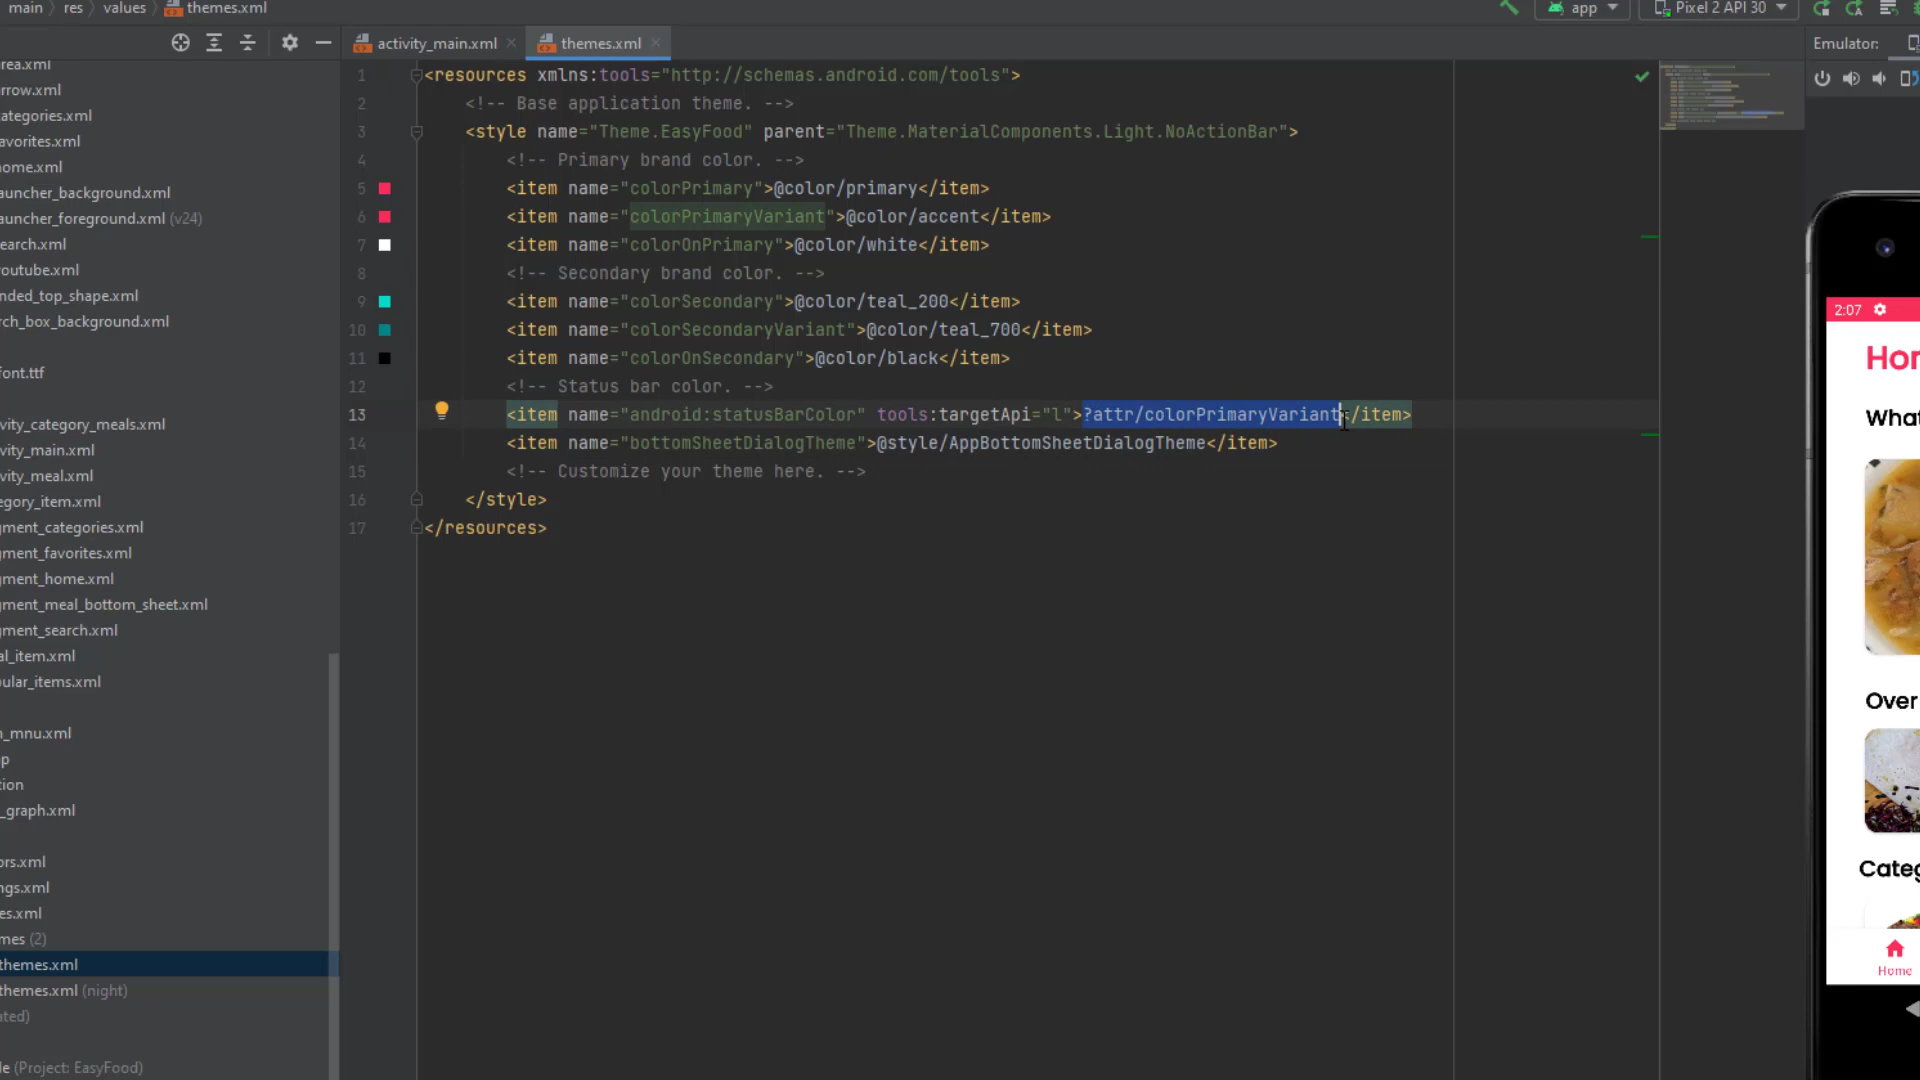 main res values themes.xml
app Pixel 2 API 30
activity_main.xml themes.xml
Emulator:
rea.xml
rrow.xml
ategories.xml
avorites.xml
ome.xml
auncher_background.xml
auncher_foreground.xml (v24)
earch.xml
outube.xml
nded_top_shape.xml
rch_box_background.xml
font.ttf
vity_category_meals.xml
vity_main.xml
vity_meal.xml
egory_item.xml
gment_categories.xml
gment_favorites.xml
gment_home.xml
gment_meal_bottom_sheet.xml
gment_search.xml
al_item.xml
ular_items.xml
_mnu.xml
p
tion
_graph.xml
ors.xml
ngs.xml
es.xml
mes (2)
themes.xml
themes.xml (night)
ated)
le (Project: EasyFood)
1 <resources xmlns:tools="http://schemas.android.com/tools">
2 <!-- Base application theme. -->
3 <style name="Theme.EasyFood" parent="Theme.MaterialComponents.Light.NoActionBar">
4 <!-- Primary brand color. -->
5 <item name="colorPrimary">@color/primary</item>
6 <item name="colorPrimaryVariant">@color/accent</item>
7 <item name="colorOnPrimary">@color/white</item>
8 <!-- Secondary brand color. -->
9 <item name="colorSecondary">@color/teal_200</item>
10 <item name="colorSecondaryVariant">@color/teal_700</item>
11 <item name="colorOnSecondary">@color/black</item>
12 <!-- Status bar color. -->
13 <item name="android:statusBarColor" tools:targetApi="l">?attr/colorPrimaryVariant</item>
14 <item name="bottomSheetDialogTheme">@style/AppBottomSheetDialogTheme</item>
15 <!-- Customize your theme here. -->
16 </style>
17 </resources>
2:07
Hor
What
Over
Categ
Home